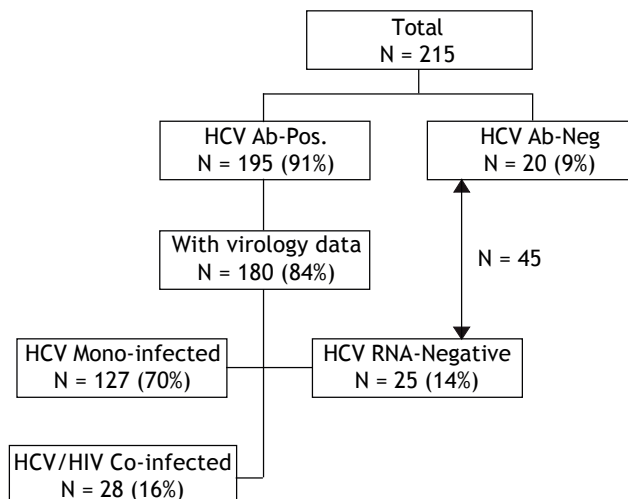 Total
N = 215
HCV Ab-Pos.
N = 195 (91%)
HCV Ab-Neg
N = 20 (9%)
With virology data
N = 180 (84%)
N = 45
HCV Mono-infected
N = 127 (70%)
HCV RNA-Negative
N = 25 (14%)
HCV/HIV Co-infected
N = 28 (16%)